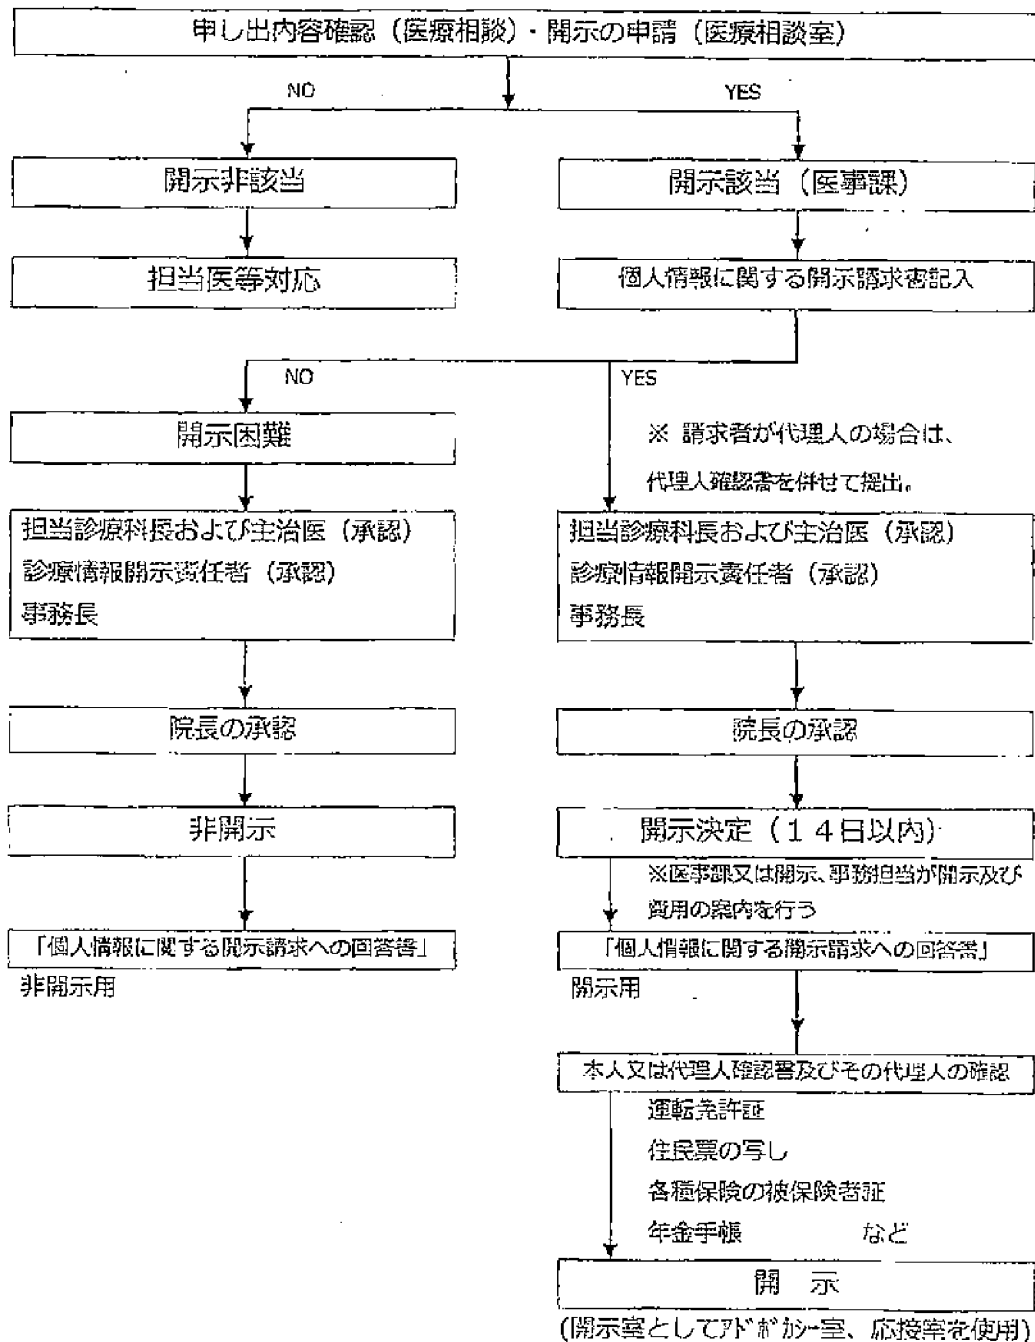 申し出内容確認（医療相談）・開示の申請（医療相談室）
NO
YES
開示非該当
開示該当（医事課）
担当医等対応
個人情報に関する開示請求書記入
NO
YES
開示困難
※ 請求者が代理人の場合は、
代理人確認書を併せて提出。
担当診療科長および主治医（承認）
診療情報開示責任者（承認）
事務長
担当診療科長および主治医（承認）
診療情報開示責任者（承認）
事務長
院長の承認
院長の承認
非開示
開示決定（１４日以内）
※医事課又は開示、事務担当が開示及び
費用の案内を行う
「個人情報に関する開示請求への回答書」
非開示用
「個人情報に関する開示請求への回答書」
開示用
本人又は代理人確認書及びその代理人の確認
運転免許証
住民票の写し
各種保険の被保険者証
年金手帳 など
開 示
(開示室としてｱﾄﾞﾎﾞｶｼｰ室、応接室を使用)